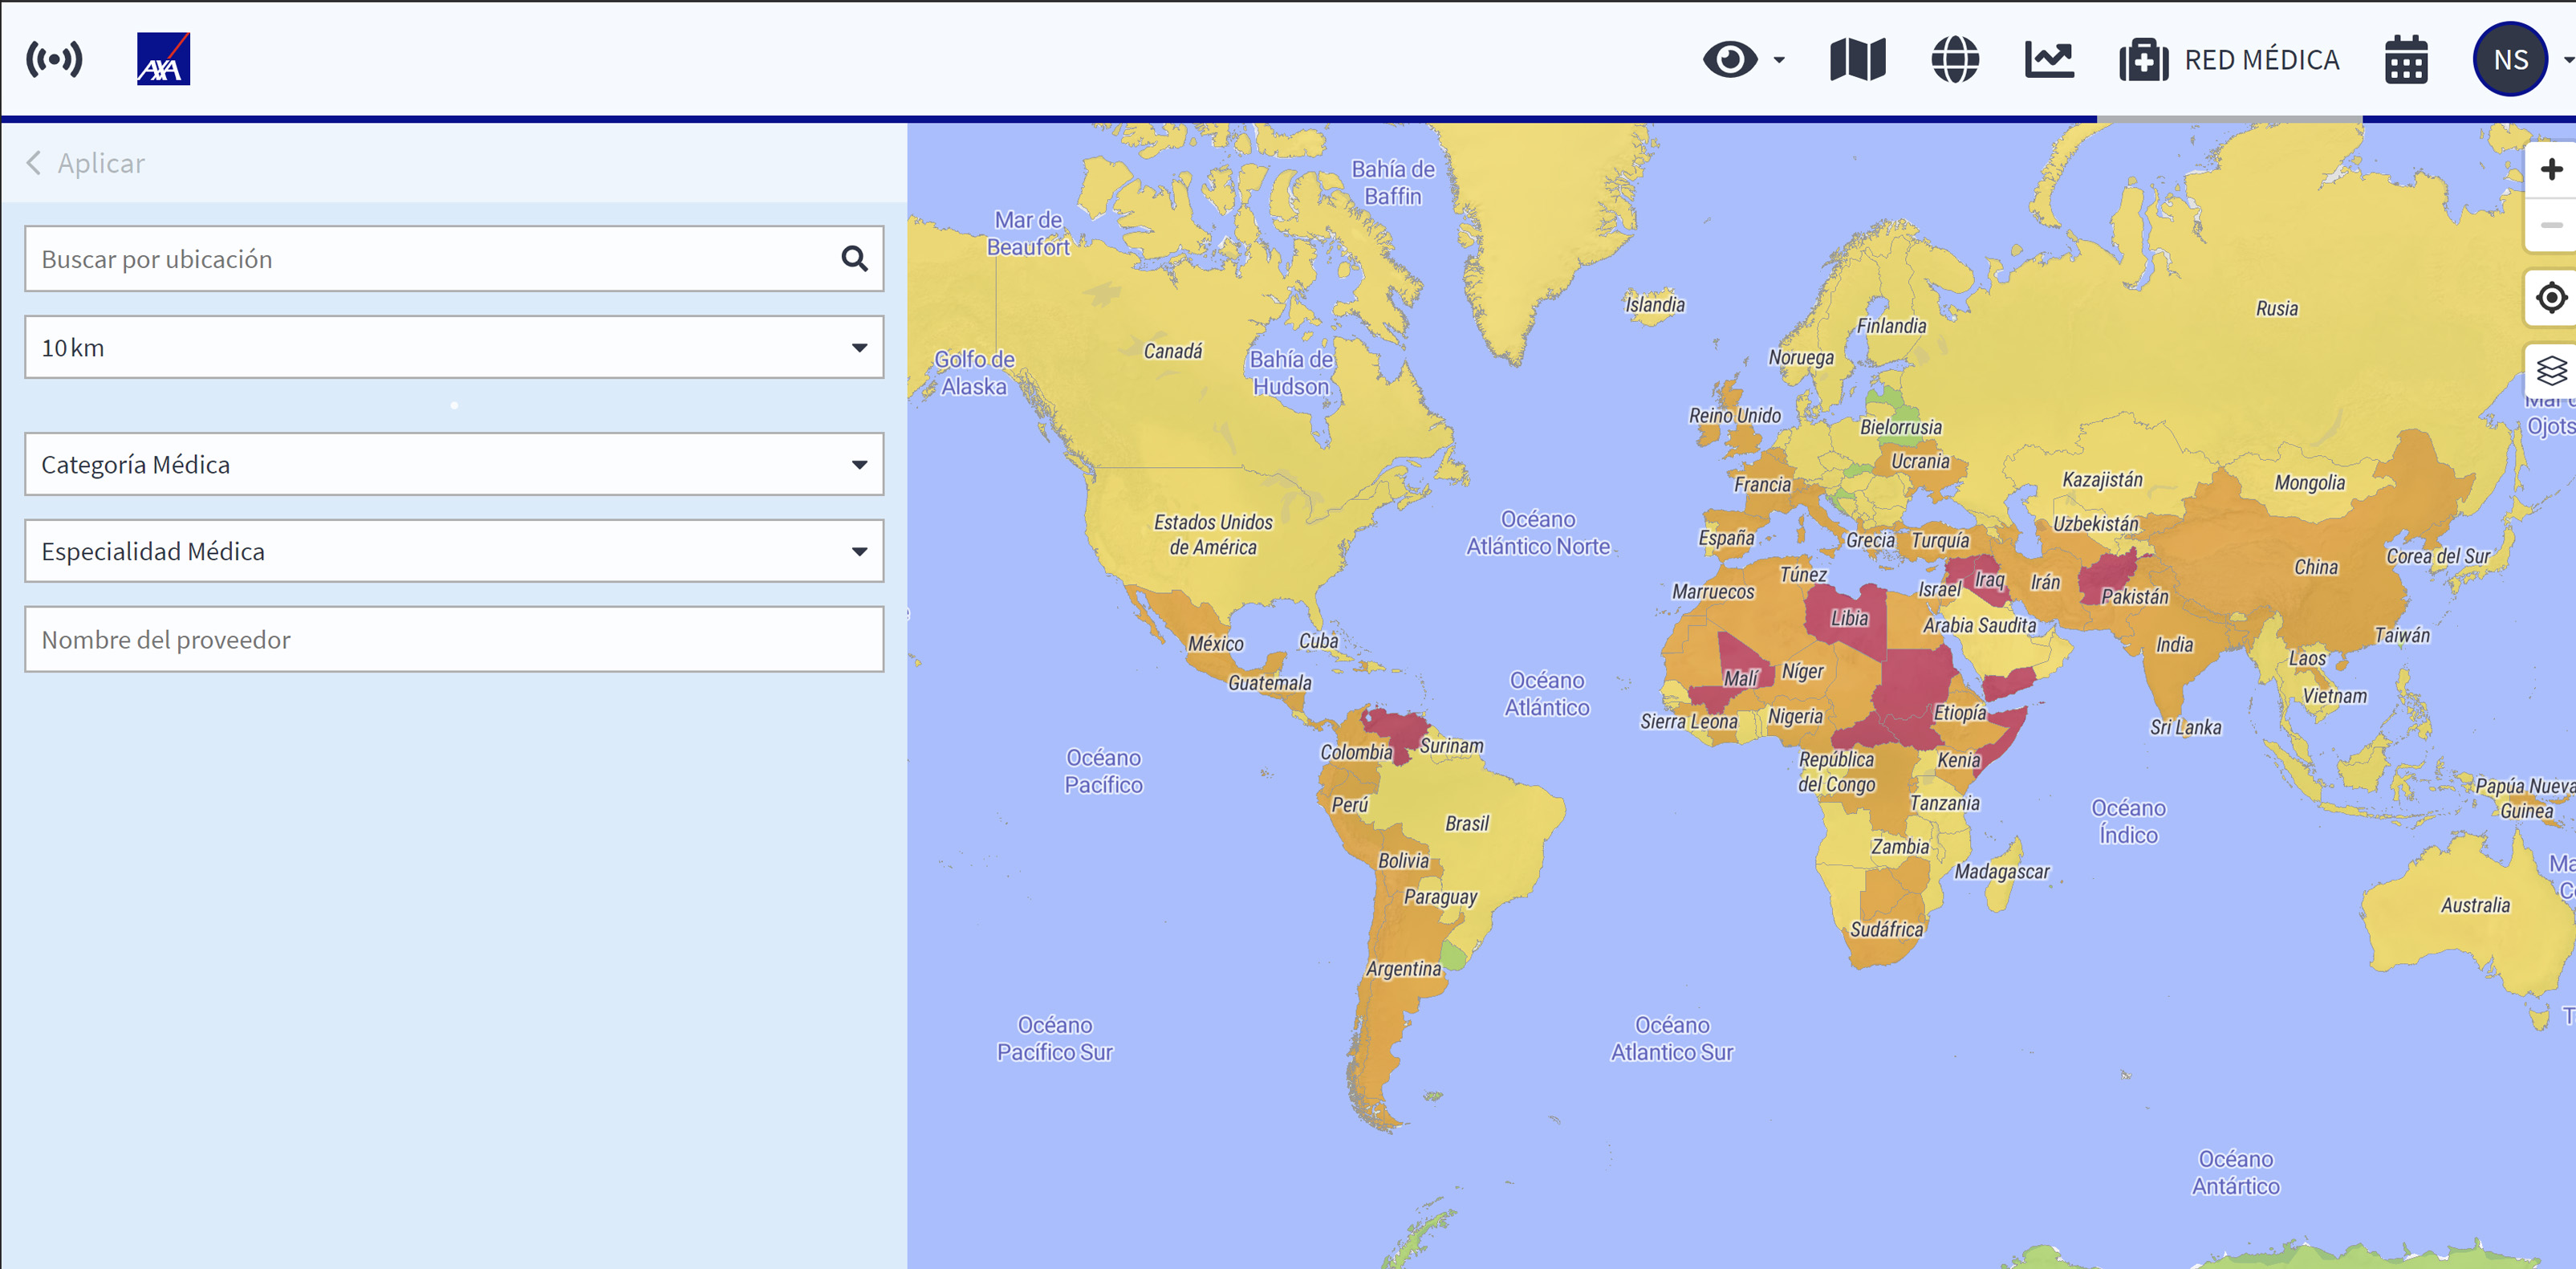 AXA
RED MÉDICA
NS
Aplicar
Buscar por ubicación
10 km
Categoría Médica
Especialidad Médica
Nombre del proveedor
Bahía de
Baffin
Mar de
Beaufort
Islandia
Rusia
Finlandia
Canadá
Golfo de
Alaska
Bahía de
Hudson
Noruega
Reino Unido
Bielorrusia
Ojots
Ucrania
Francia
Kazajistán
Mongolia
Estados Unidos
de América
Océano
Atlántico Norte
Uzbekistán
España
Grecia
Turquía
Corea del Sur
China
Túnez
Marruecos
Israel
Iraq
Irán
Pakistán
Libia
Arabia Saudita
México
Cuba
Taiwán
India
Laos
Guatemala
Malí
Níger
Océano
Atlántico
Vietnam
Sierra Leona
Nigeria
Etiopía
Sri Lanka
Colombia
Surinam
Océano
Pacífico
República
del Congo
Kenia
Papúa Nueva
Guinea
Perú
Tanzania
Océano
Índico
Brasil
Zambia
Bolivia
Madagascar
Paraguay
Australia
Sudáfrica
Argentina
Océano
Pacífico Sur
Océano
Atlantico Sur
Océano
Antártico